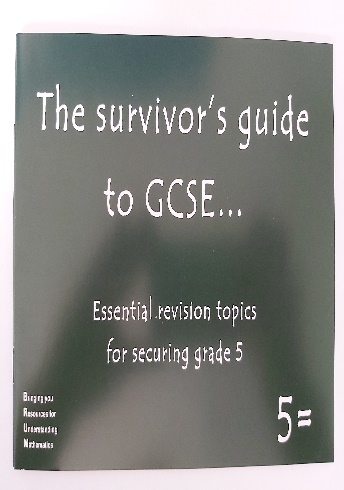 The survivor's guide
to GCSE...
Essential revision topics
for securing grade 5
Bringing you
Resources for
Understanding
Mathematics
5=